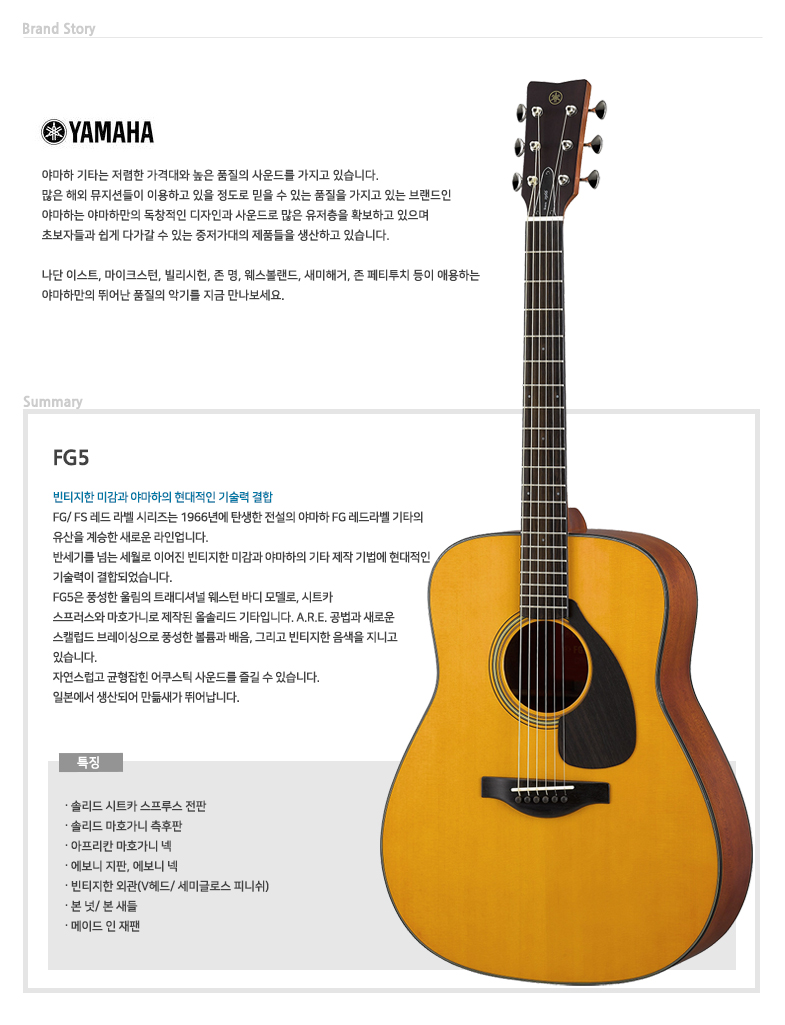 Brand Story
YAMAHA
야마하 기타는 저렴한 가격대와 높은 품질의 사운드를 가지고 있습니다.
많은 해외 뮤지션들이 이용하고 있을 정도로 믿을 수 있는 품질을 가지고 있는 브랜드인
야마하는 야마하만의 독창적인 디자인과 사운드로 많은 유저층을 확보하고 있으며
초보자들과 쉽게 다가갈 수 있는 중저가대의 제품들을 생산하고 있습니다.
나단 이스트, 마이크스턴, 빌리시헌, 존 명, 웨스볼랜드, 새미해거, 존 페티투치 등이 애용하는
야마하만의 뛰어난 품질의 악기를 지금 만나보세요.
Summary
FG5
빈티지한 미감과 야마하의 현대적인 기술력 결합
FG/ FS 레드 라벨 시리즈는 1966년에 탄생한 전설의 야마하 FG 레드라벨 기타의
유산을 계승한 새로운 라인업니다.
반세기를 넘는 세월로 이어진 빈티지한 미감과 야마하의 기타 제작 기법에 현대적인
기술력이 결합되었습니다.
FG5은 풍성한 울림의 트래디셔널 웨스턴 바디 모델로, 시트카
스프러스와 마호가니로 제작된 올솔리드 기타입니다. A.R.E. 공법과 새로운
스캘럽드 브레이싱으로 풍성한 볼륨과 배음, 그리고 빈티지한 음색을 지니고
있습니다.
자연스럽고 균형잡힌 어쿠스틱 사운드를 즐길 수 있습니다.
일본에서 생산되어 만듦새가 뛰어납니다.
특징
· 솔리드 시트카 스프루스 전판
· 솔리드 마호가니 측후판
· 아프리칸 마호가니 넥
· 에보니 지판, 에보니 넥
· 빈티지한 외관(V헤드/ 세미글로스 피니쉬)
· 본 넛/ 본 새들
· 메이드 인 재팬